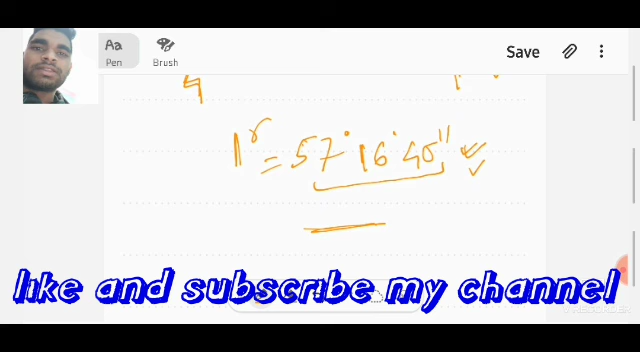 Aa
Save
Pen
Brush
1ʳ = 57° 16' 40"
like and subscribe my channel